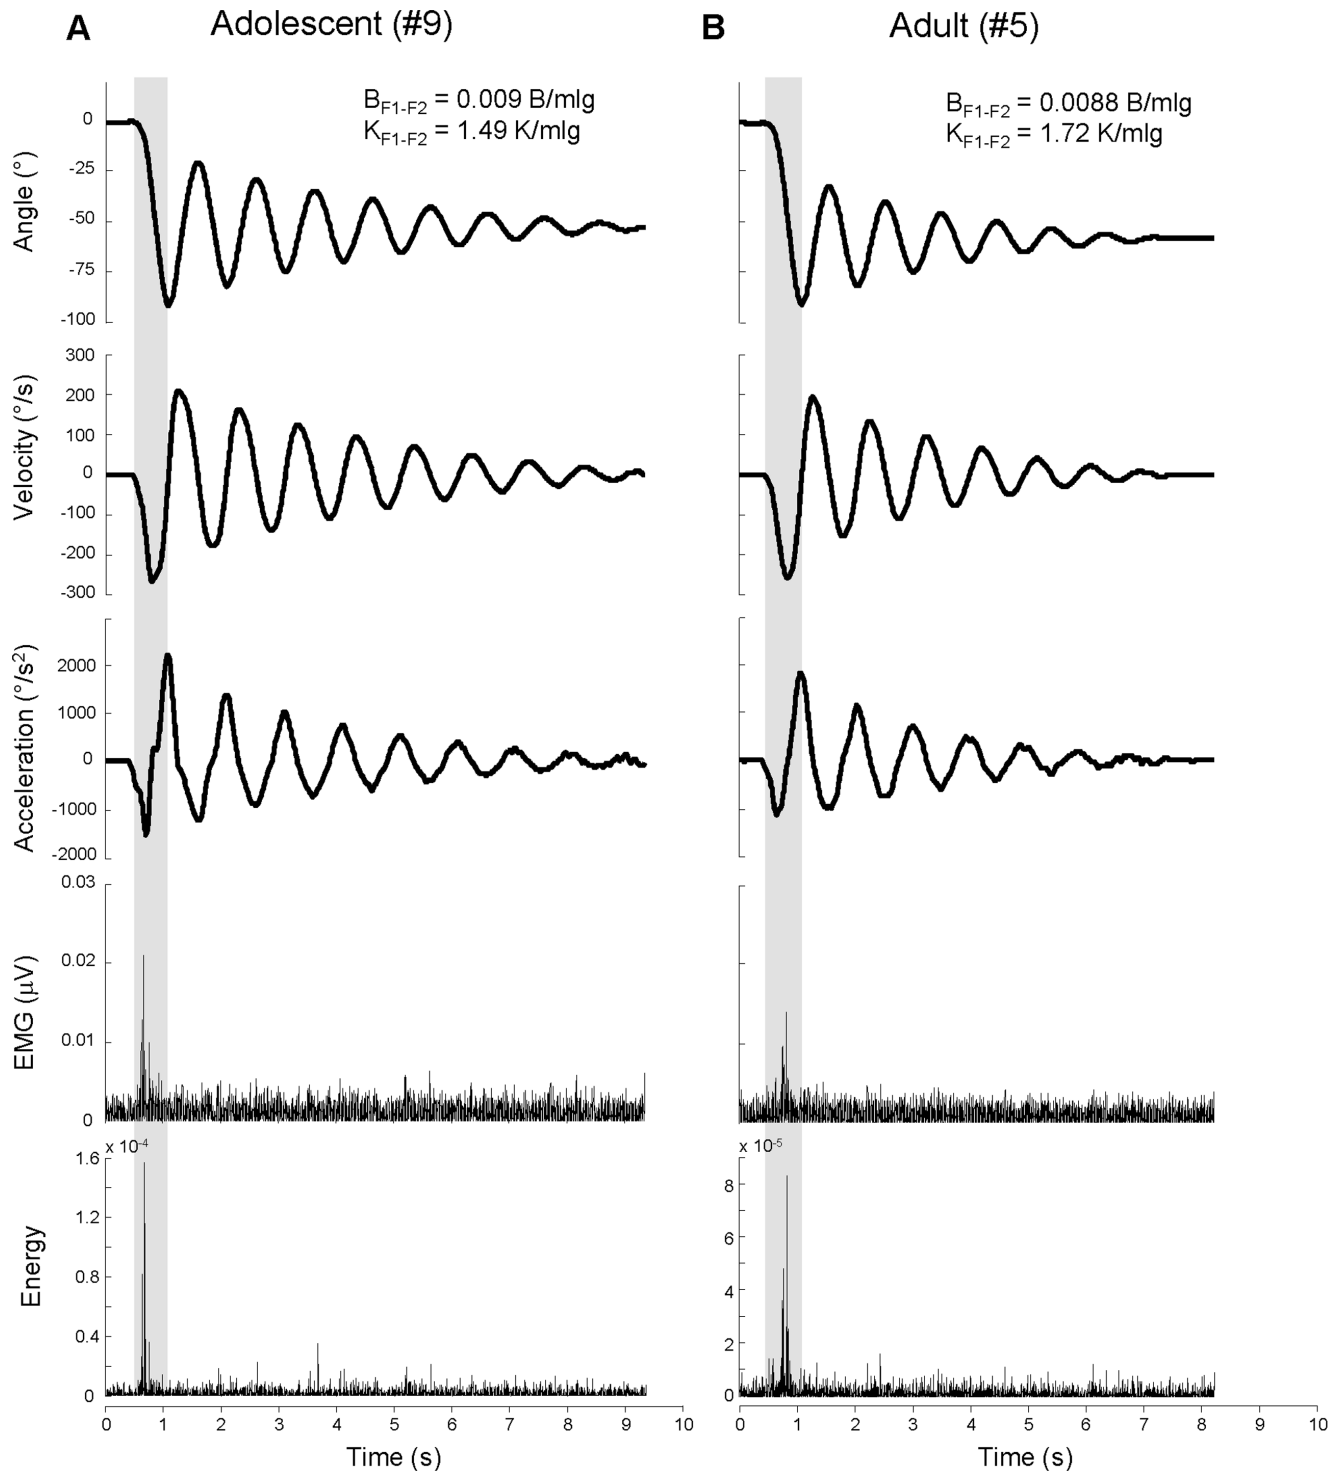 A Adolescent (#9)
B Adult (#5)
B_F1-F2 = 0.009 B/mlg
K_F1-F2 = 1.49 K/mlg
B_F1-F2 = 0.0088 B/mlg
K_F1-F2 = 1.72 K/mlg
Angle (°)
0
-25
-50
-75
-100
Velocity (°/s)
300
200
100
0
-100
-200
-300
Acceleration (°/s²)
2000
1000
0
-1000
-2000
EMG (μV)
0.03
0.02
0.01
0
Energy
x 10⁻⁴
1.6
1.2
0.8
0.4
0
x 10⁻⁵
8
6
4
2
0
0 1 2 3 4 5 6 7 8 9 10
Time (s)
0 1 2 3 4 5 6 7 8 9 10
Time (s)